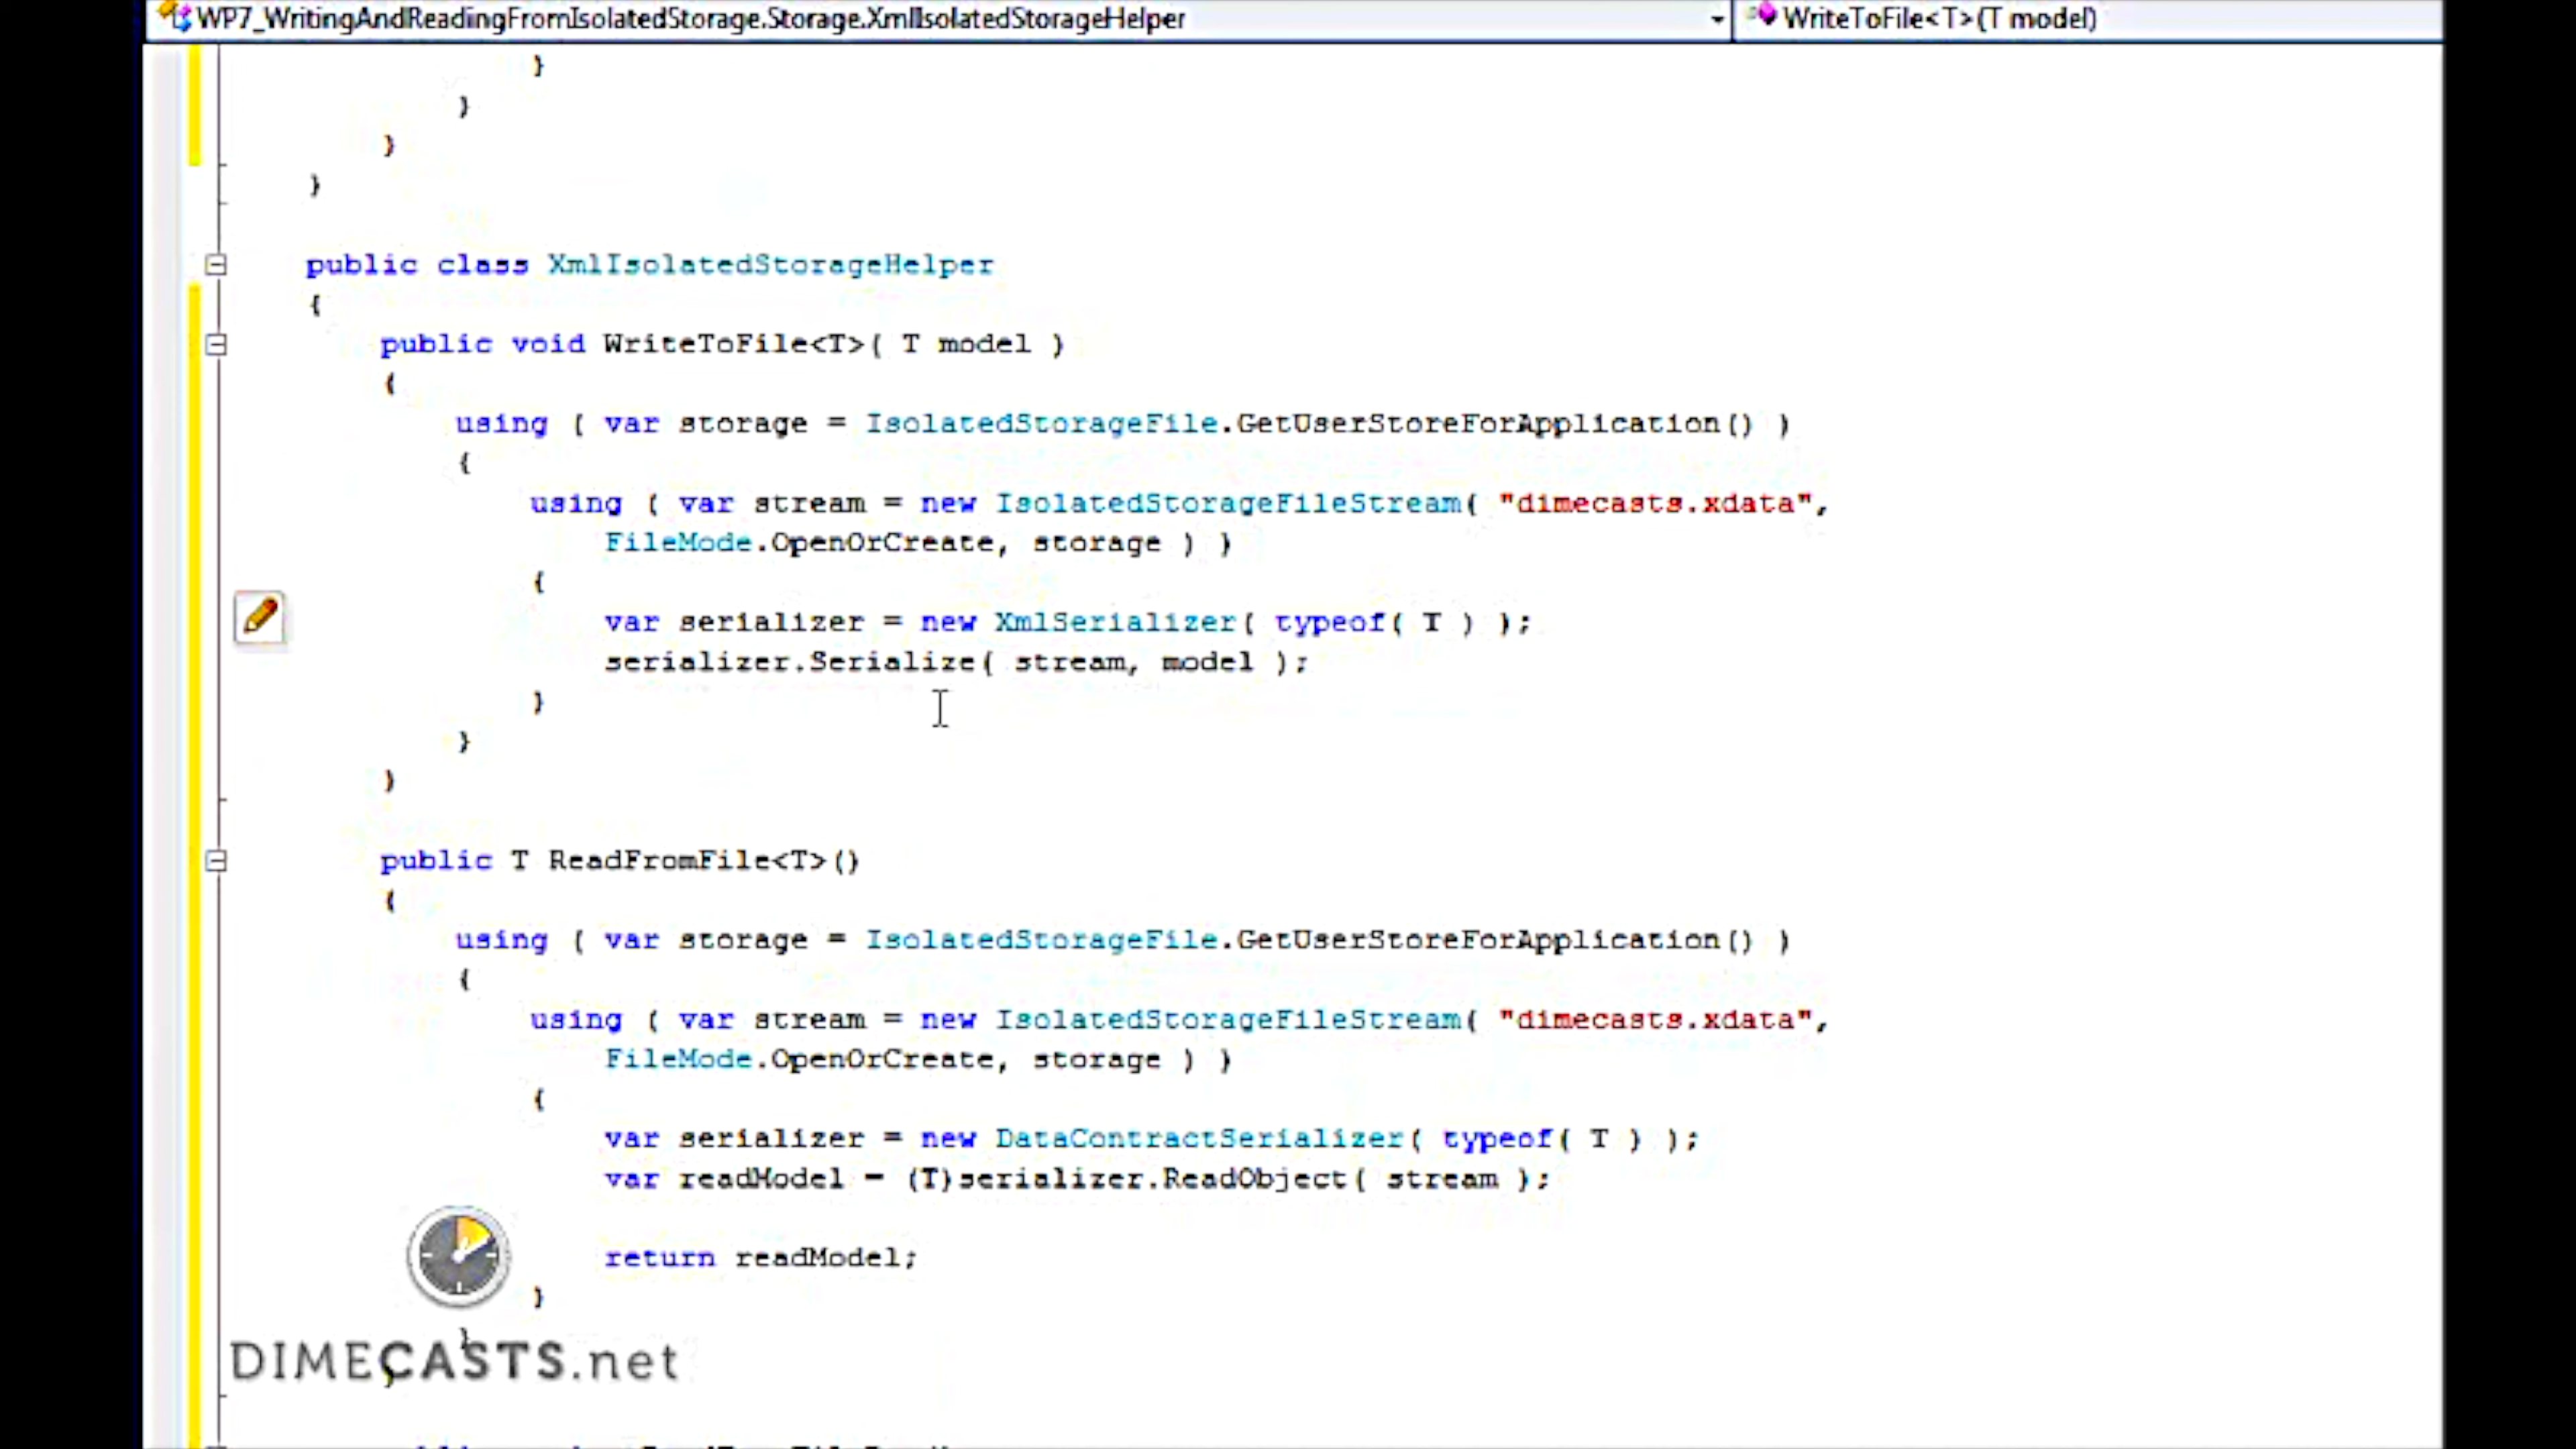 WP7_WritingAndReadingFromIsolatedStorage.Storage.XmlIsolatedStorageHelper
WriteToFile<T>(T model)
}
}
}
}
public class XmlIsolatedStorageHelper
{
public void WriteToFile<T>( T model )
{
using ( var storage = IsolatedStorageFile.GetUserStoreForApplication() )
{
using ( var stream = new IsolatedStorageFileStream( "dimecasts.xdata",
FileMode.OpenOrCreate, storage ) )
{
var serializer = new XmlSerializer( typeof( T ) );
serializer.Serialize( stream, model );
}
}
}
public T ReadFromFile<T>()
{
using ( var storage = IsolatedStorageFile.GetUserStoreForApplication() )
{
using ( var stream = new IsolatedStorageFileStream( "dimecasts.xdata",
FileMode.OpenOrCreate, storage ) )
{
var serializer = new DataContractSerializer( typeof( T ) );
var readModel = (T)serializer.ReadObject( stream );
return readModel;
}
}
DIMECASTS.net
}